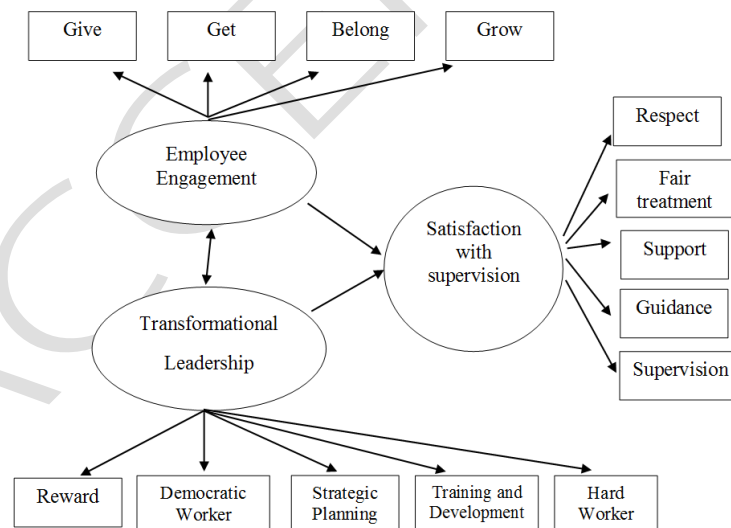 Give
Get
Belong
Grow
Employee
Engagement
Respect
Fair
treatment
Satisfaction
with
supervision
Support
Guidance
Supervision
Transformational
Leadership
Reward
Democratic
Worker
Strategic
Planning
Training and
Development
Hard
Worker